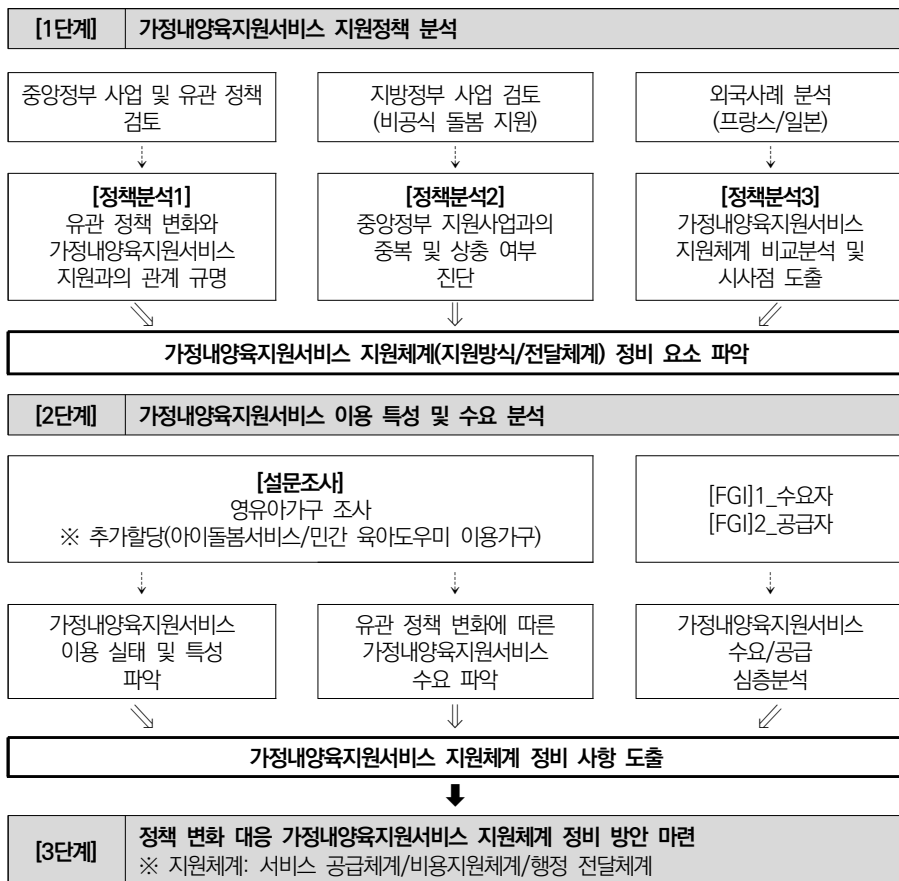 [1단계] 가정내양육지원서비스 지원정책 분석
중앙정부 사업 및 유관 정책
검토
지방정부 사업 검토
(비공식 돌봄 지원)
외국사례 분석
(프랑스/일본)
[정책분석1]
유관 정책 변화와
가정내양육지원서비스
지원과의 관계 규명
[정책분석2]
중앙정부 지원사업과의
중복 및 상충 여부
진단
[정책분석3]
가정내양육지원서비스
지원체계 비교분석 및
시사점 도출
가정내양육지원서비스 지원체계(지원방식/전달체계) 정비 요소 파악
[2단계] 가정내양육지원서비스 이용 특성 및 수요 분석
[설문조사]
영유아가구 조사
※ 추가할당(아이돌봄서비스/민간 육아도우미 이용가구)
[FGI]1_수요자
[FGI]2_공급자
가정내양육지원서비스
이용 실태 및 특성
파악
유관 정책 변화에 따른
가정내양육지원서비스
수요 파악
가정내양육지원서비스
수요/공급
심층분석
가정내양육지원서비스 지원체계 정비 사항 도출
[3단계] 정책 변화 대응 가정내양육지원서비스 지원체계 정비 방안 마련
※ 지원체계: 서비스 공급체계/비용지원체계/행정 전달체계